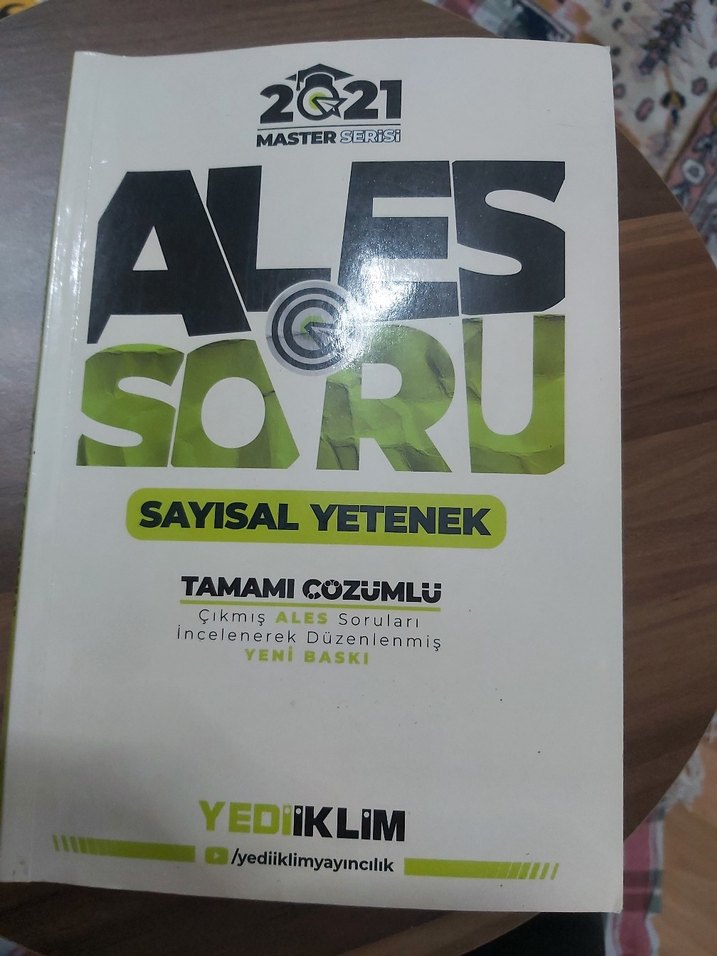 2021
MASTER SERİSİ
ALES
SORU
SAYISAL YETENEK
TAMAMI ÇÖZÜMLÜ
Çıkmış ALES Soruları
İncelenerek Düzenlenmiş
YENİ BASKI
YEDİİKLİM
/yediiklimyayıncılık